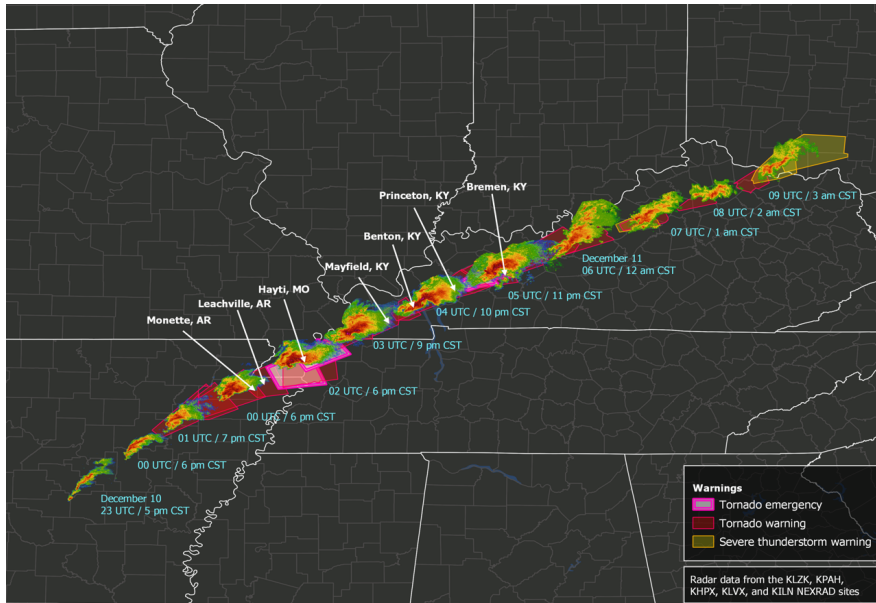 Bremen, KY
Princeton, KY
Benton, KY
Mayfield, KY
Hayti, MO
Leachville, AR
Monette, AR
09 UTC / 3 am CST
08 UTC / 2 am CST
07 UTC / 1 am CST
December 11
06 UTC / 12 am CST
05 UTC / 11 pm CST
04 UTC / 10 pm CST
03 UTC / 9 pm CST
02 UTC / 6 pm CST
00 UTC / 6 pm CST
01 UTC / 7 pm CST
00 UTC / 6 pm CST
December 10
23 UTC / 5 pm CST
Warnings
Tornado emergency
Tornado warning
Severe thunderstorm warning
Radar data from the KLZK, KPAH,
KHPX, KLVX, and KILN NEXRAD sites